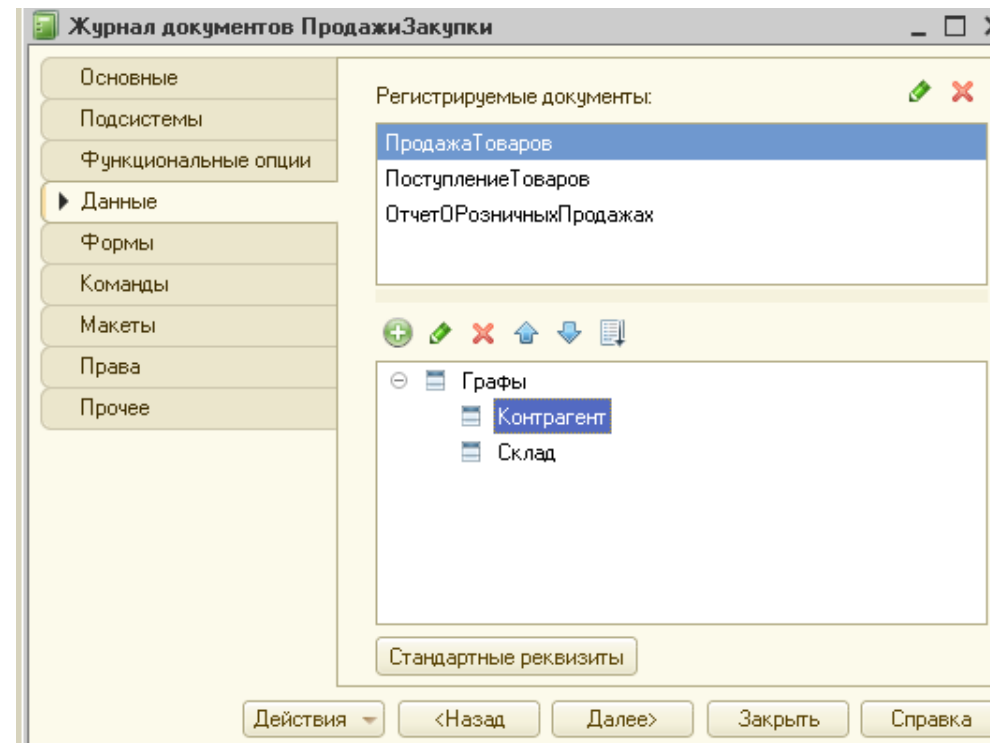 Журнал документов ПродажиЗакупки
Основные
Подсистемы
Функциональные опции
Данные
Формы
Команды
Макеты
Права
Прочее
Регистрируемые документы:
ПродажаТоваров
ПоступлениеТоваров
ОтчетОРозничныхПродажах
Графы
Контрагент
Склад
Стандартные реквизиты
Действия <Назад Далее> Закрыть Справка